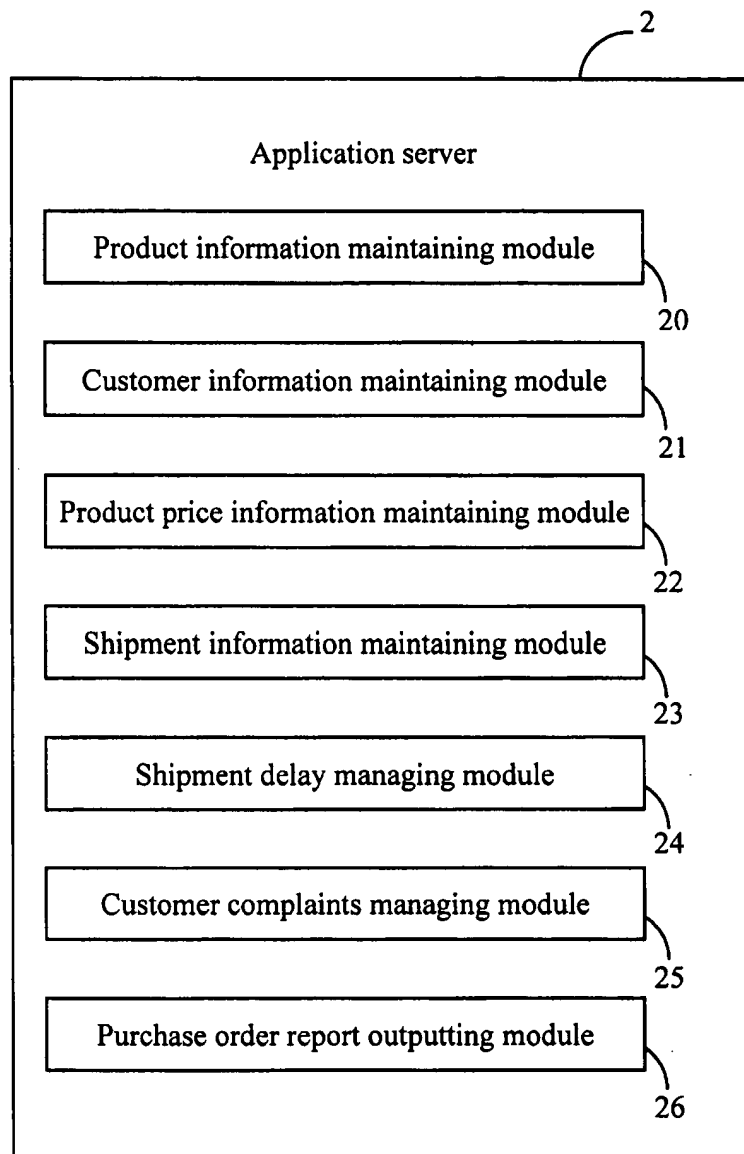 2
Application server
Product information maintaining module
20
Customer information maintaining module
21
Product price information maintaining module
22
Shipment information maintaining module
23
Shipment delay managing module
24
Customer complaints managing module
25
Purchase order report outputting module
26